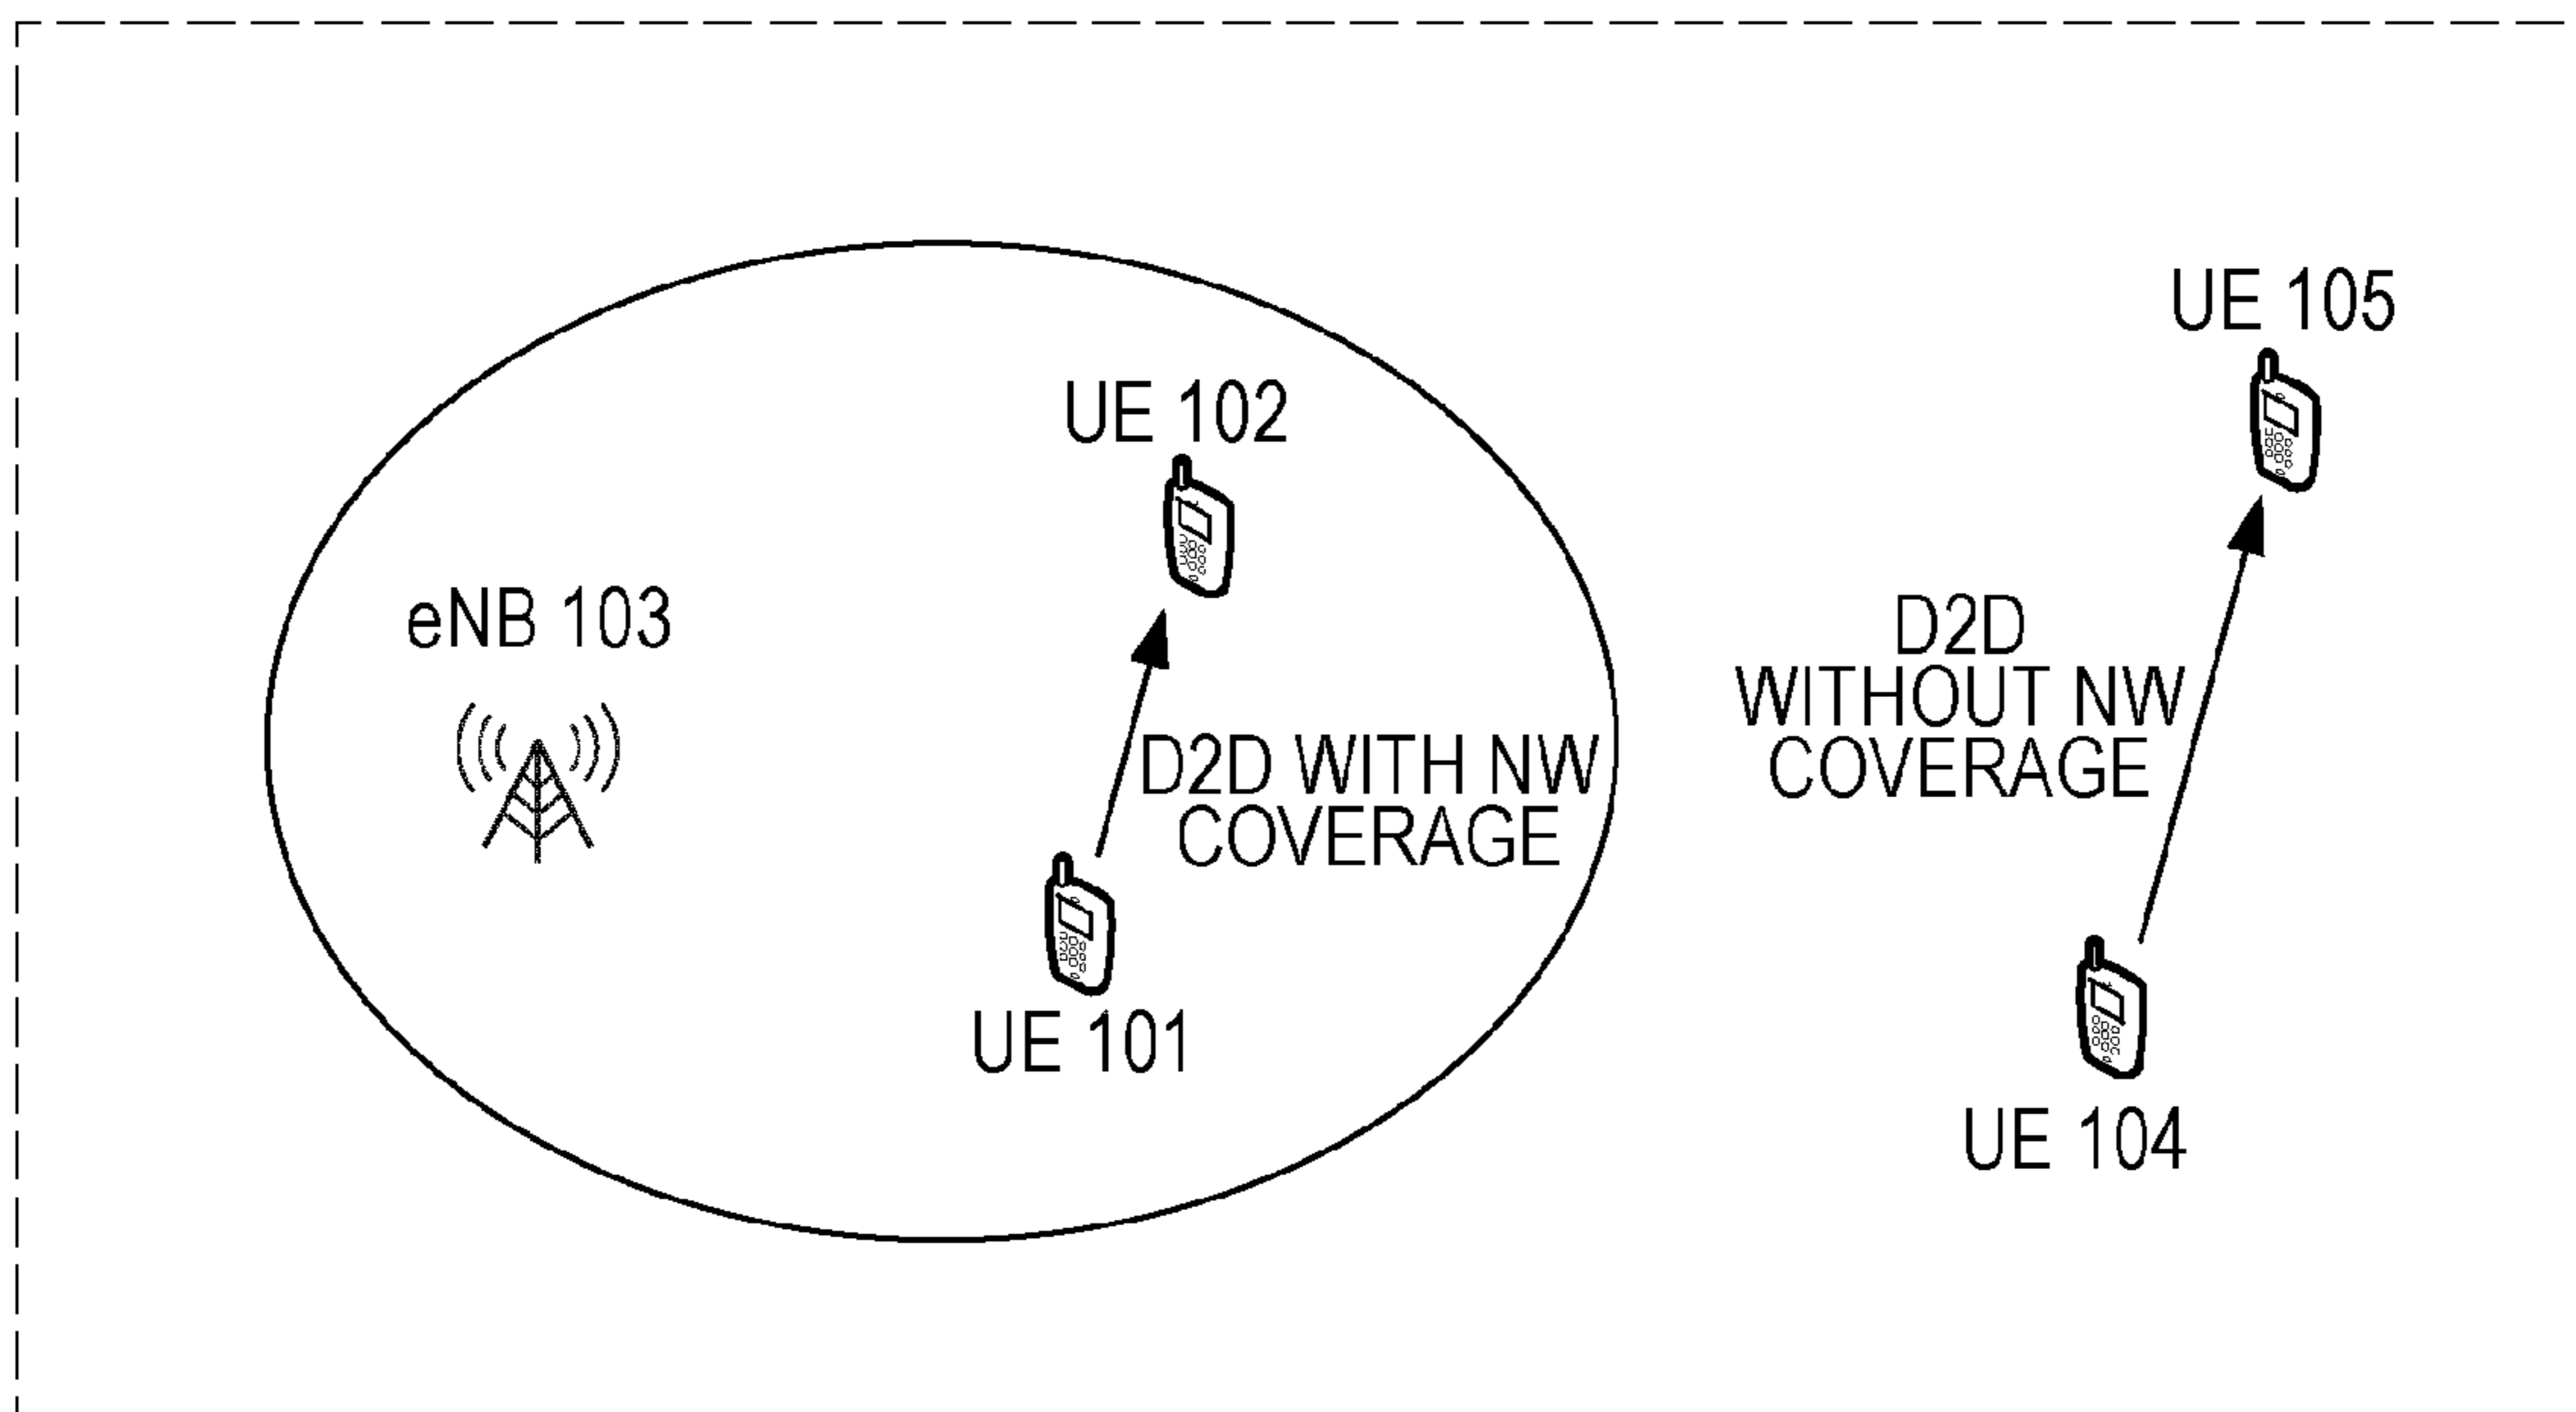 UE 105
UE 102
eNB 103
D2D
WITHOUT NW
COVERAGE
D2D WITH NW
COVERAGE
UE 101
UE 104